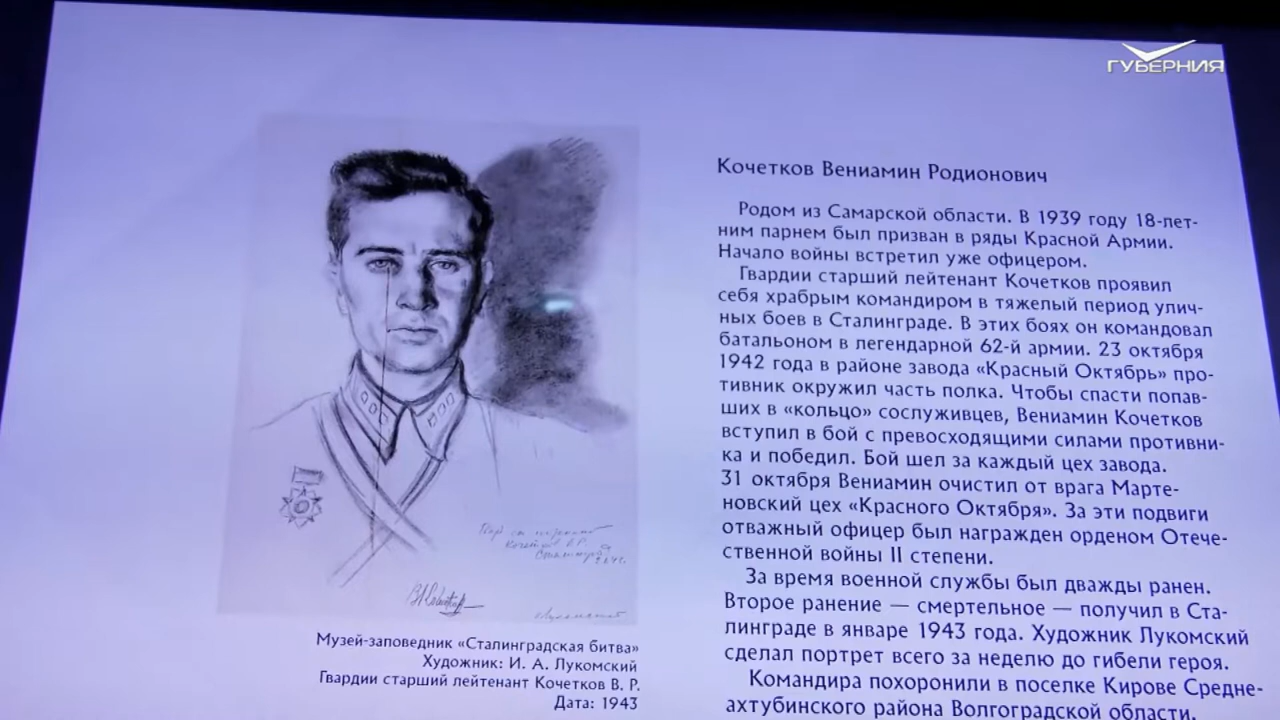 ГУБЕРНИЯ
Кочетков Вениамин Родионович
Родом из Самарской области. В 1939 году 18-лет-
ним парнем был призван в ряды Красной Армии.
Начало войны встретил уже офицером.
Гвардии старший лейтенант Кочетков проявил
себя храбрым командиром в тяжелый период улич-
ных боев в Сталинграде. В этих боях он командовал
батальоном в легендарной 62-й армии. 23 октября
1942 года в районе завода «Красный Октябрь» про-
тивник окружил часть полка. Чтобы спасти попав-
ших в «кольцо» сослуживцев, Вениамин Кочетков
вступил в бой с превосходящими силами противни-
ка и победил. Бой шел за каждый цех завода.
31 октября Вениамин очистил от врага Марте-
новский цех «Красного Октября». За эти подвиги
отважный офицер был награжден орденом Отече-
ственной войны II степени.
За время военной службы был дважды ранен.
Второе ранение — смертельное — получил в Ста-
линграде в январе 1943 года. Художник Лукомский
сделал портрет всего за неделю до гибели героя.
Командира похоронили в поселке Кирове Средне-
ахтубинского района Волгоградской области.
Кочетков В.Р.
Музей-заповедник «Сталинградская битва»
Художник: И. А. Лукомский
Гвардии старший лейтенант Кочетков В. Р.
Дата: 1943